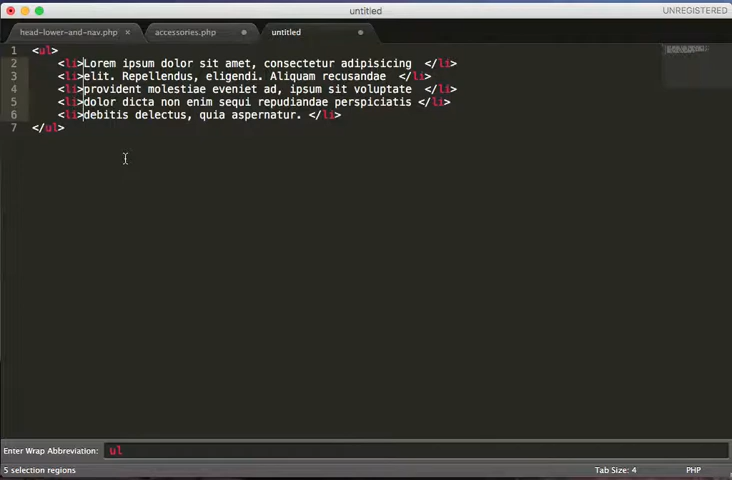 untitled
UNREGISTERED
head-lower-and-nav.php × accessories.php untitled
1 <ul>
2 <li>Lorem ipsum dolor sit amet, consectetur adipisicing </li>
3 <li>elit. Repellendus, eligendi. Aliquam recusandae </li>
4 <li>provident molestiae eveniet ad, ipsum sit voluptate </li>
5 <li>dolor dicta non enim sequi repudiandae perspiciatis </li>
6 <li>debitis delectus, quia aspernatur. </li>
7 </ul>
Enter Wrap Abbreviation: ul
5 selection regions Tab Size: 4 PHP